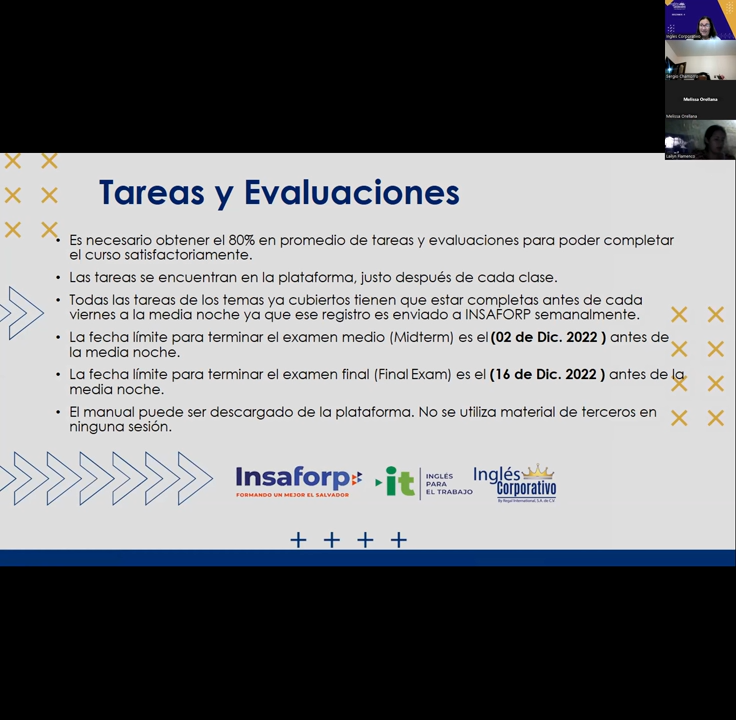 Inglés Corporativo
Melissa Orellana
Melissa Orellana
Tareas y Evaluaciones
• Es necesario obtener el 80% en promedio de tareas y evaluaciones para poder completar
el curso satisfactoriamente.
• Las tareas se encuentran en la plataforma, justo después de cada clase.
• Todas las tareas de los temas ya cubiertos tienen que estar completas antes de cada
viernes a la media noche ya que ese registro es enviado a INSAFORP semanalmente.
• La fecha límite para terminar el examen medio (Midterm) es el (02 de Dic. 2022 ) antes de
la media noche.
• La fecha límite para terminar el examen final (Final Exam) es el (16 de Dic. 2022 ) antes de la
media noche.
• El manual puede ser descargado de la plataforma. No se utiliza material de terceros en
ninguna sesión.
Insaforp
FORMANDO UN MEJOR EL SALVADOR
it
INGLÉS
PARA
EL TRABAJO
Inglés
Corporativo
By Regal International, S.A. de C.V.